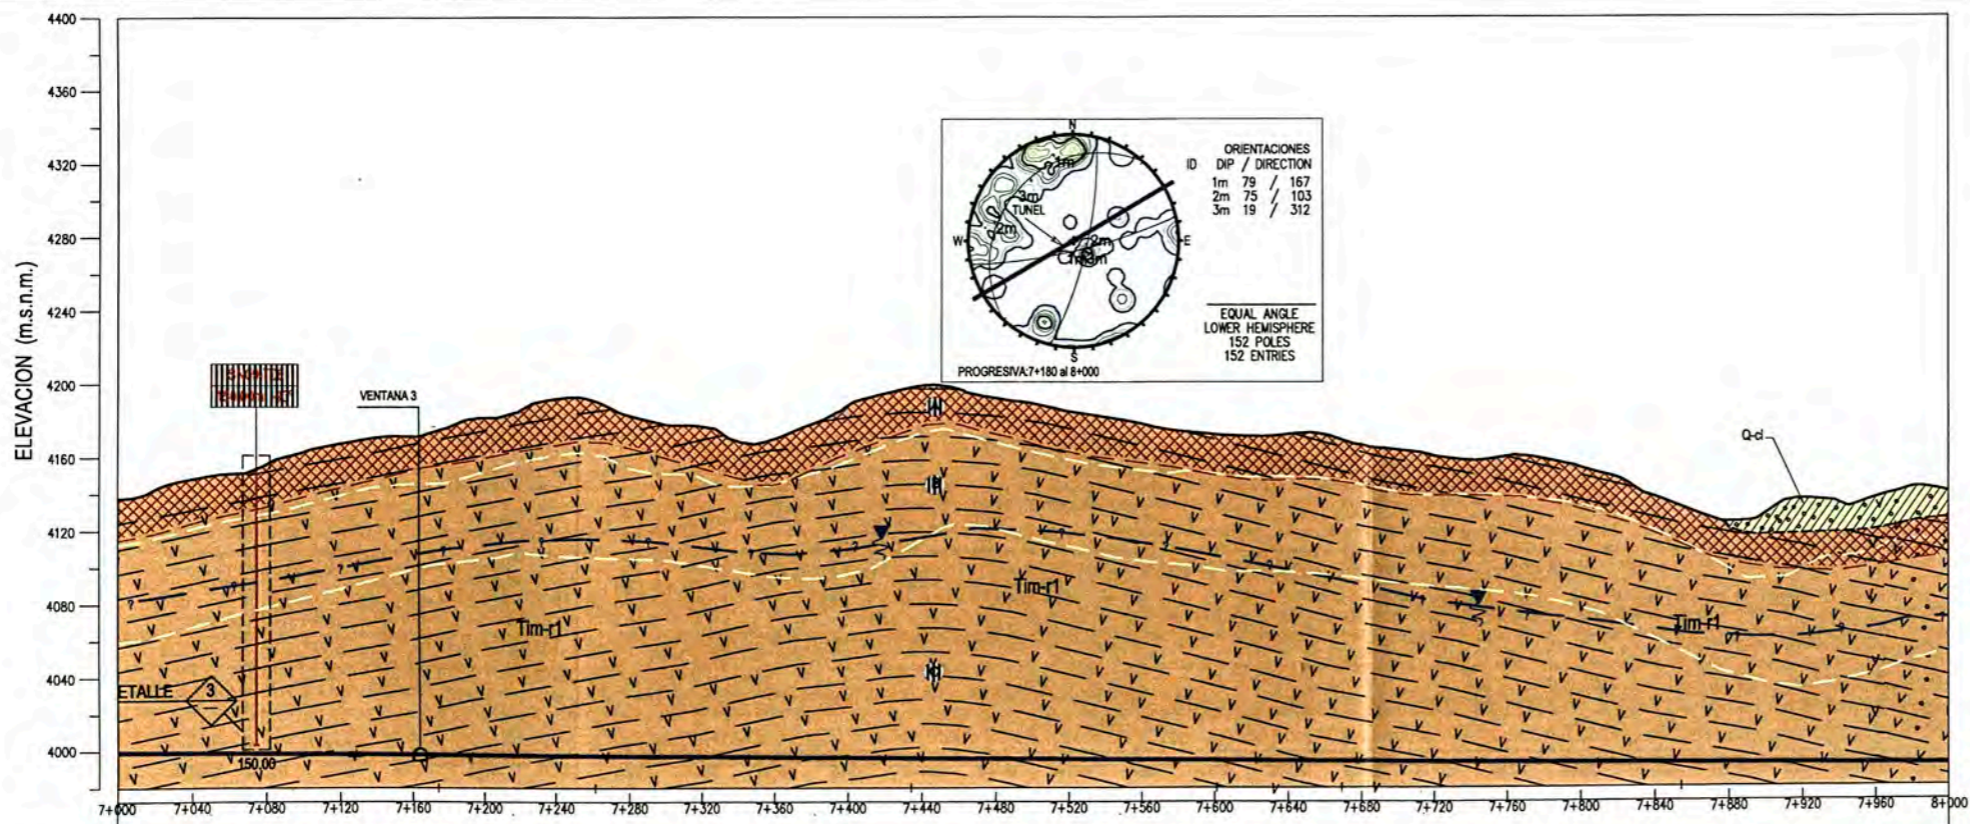 4400
4360
4320
4280
4240
4200
4160
4120
4080
4040
4000
ELEVACION (m.s.n.m.)
N
W
E
S
1m
3m
TUNEL
2m
2m
ORIENTACIONES
ID DIP / DIRECTION
1m 79 / 167
2m 75 / 103
3m 19 / 312
EQUAL ANGLE
LOWER HEMISPHERE
152 POLES
152 ENTRIES
PROGRESIVA:7+180 al 8+000
VENTANA 3
Q-cl
Tim-r1
Tim-r1
Tim-r1
ETALLE
3
150.00
7+000 7+040 7+080 7+120 7+160 7+200 7+240 7+280 7+320 7+360 7+400 7+440 7+480 7+520 7+560 7+600 7+640 7+680 7+720 7+760 7+800 7+840 7+880 7+920 7+960 8+000